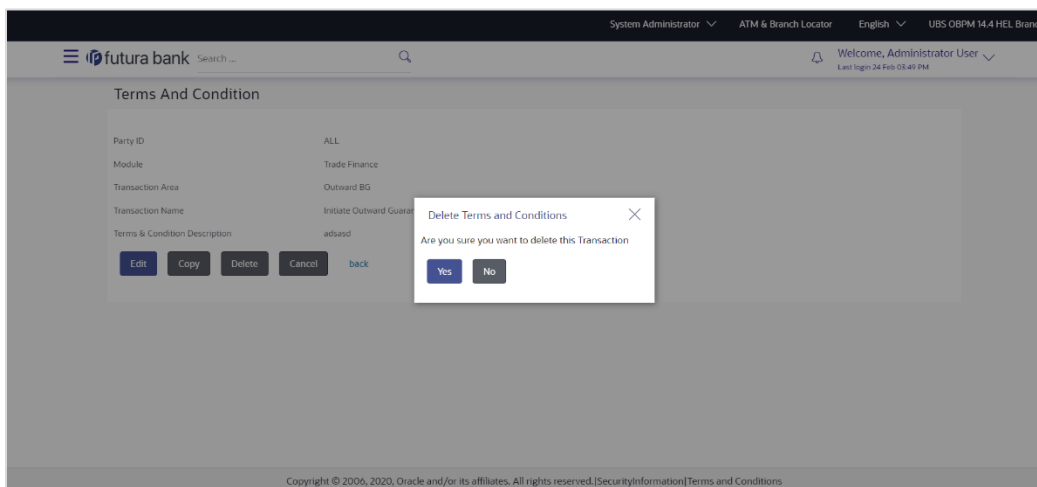 System Administrator ATM & Branch Locator English UBS OBPM 14.4 HEL Branc
futura bank Search ... Welcome, Administrator User
Last login 24 Feb 03:49 PM
Terms And Condition
Party ID ALL
Module Trade Finance
Transaction Area Outward BG
Transaction Name Initiate Outward Guaran
Terms & Condition Description adsasd
Edit Copy Delete Cancel back
Delete Terms and Conditions
Are you sure you want to delete this Transaction
Yes No
Copyright © 2006, 2020, Oracle and/or its affiliates. All rights reserved.|SecurityInformation|Terms and Conditions